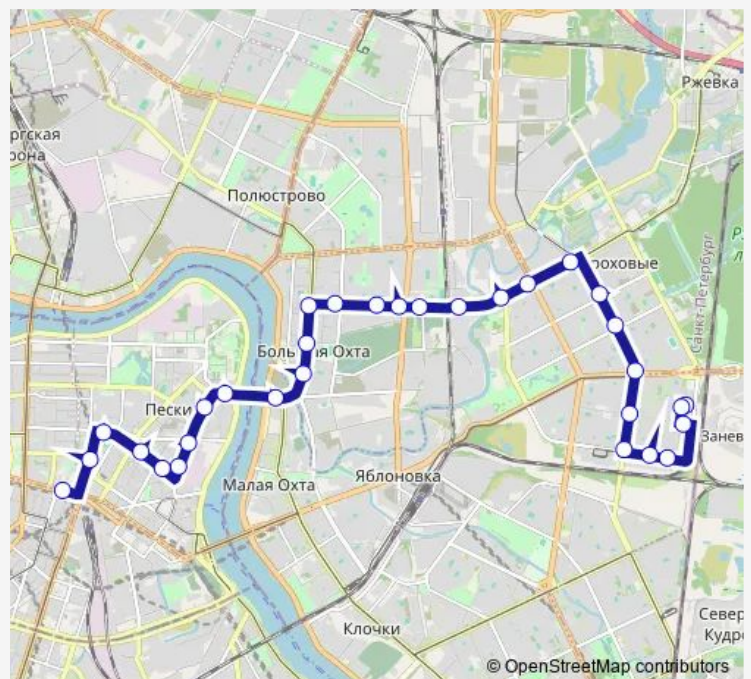 Ржевка
ргская
рона
Полюстрово
роховые
Санкт-Петербург
Р
л
Большая Охта
Пески
Занев
Яблоновка
Малая Охта
Север
Кудро
Клочки
© OpenStreetMap contributors